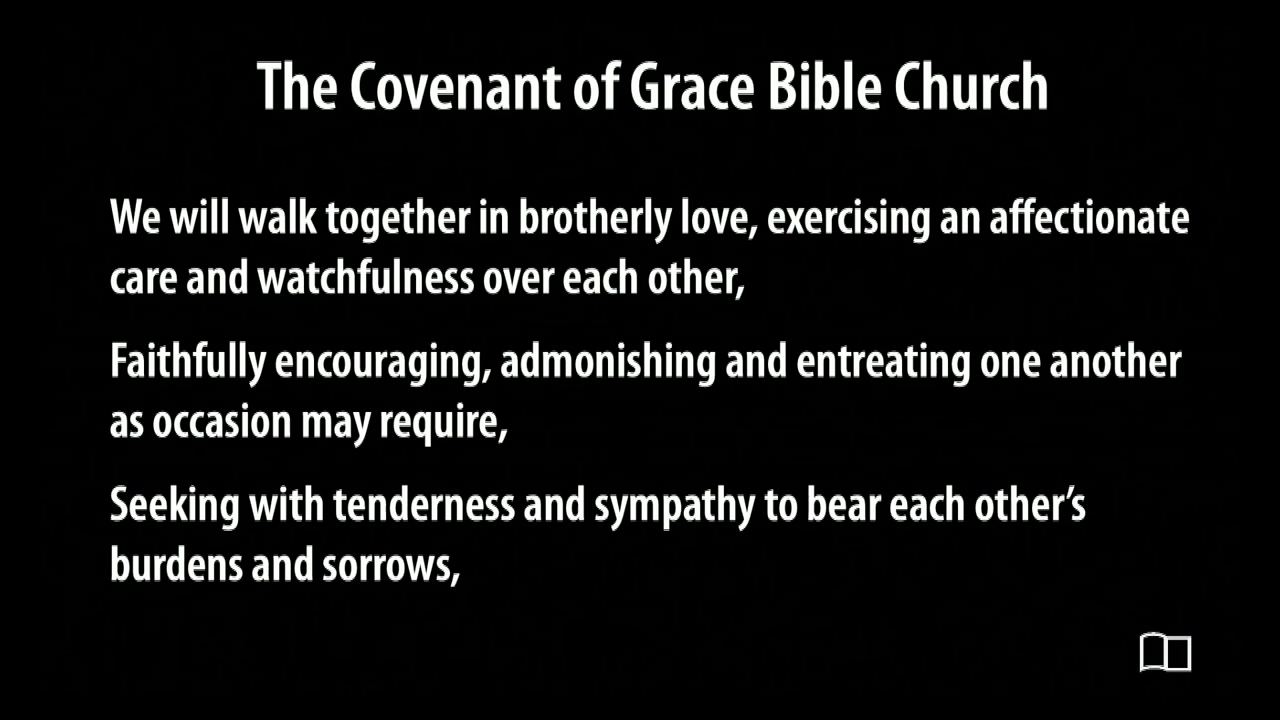 The Covenant of Grace Bible Church
We will walk together in brotherly love, exercising an affectionate
care and watchfulness over each other,
Faithfully encouraging, admonishing and entreating one another
as occasion may require,
Seeking with tenderness and sympathy to bear each other’s
burdens and sorrows,